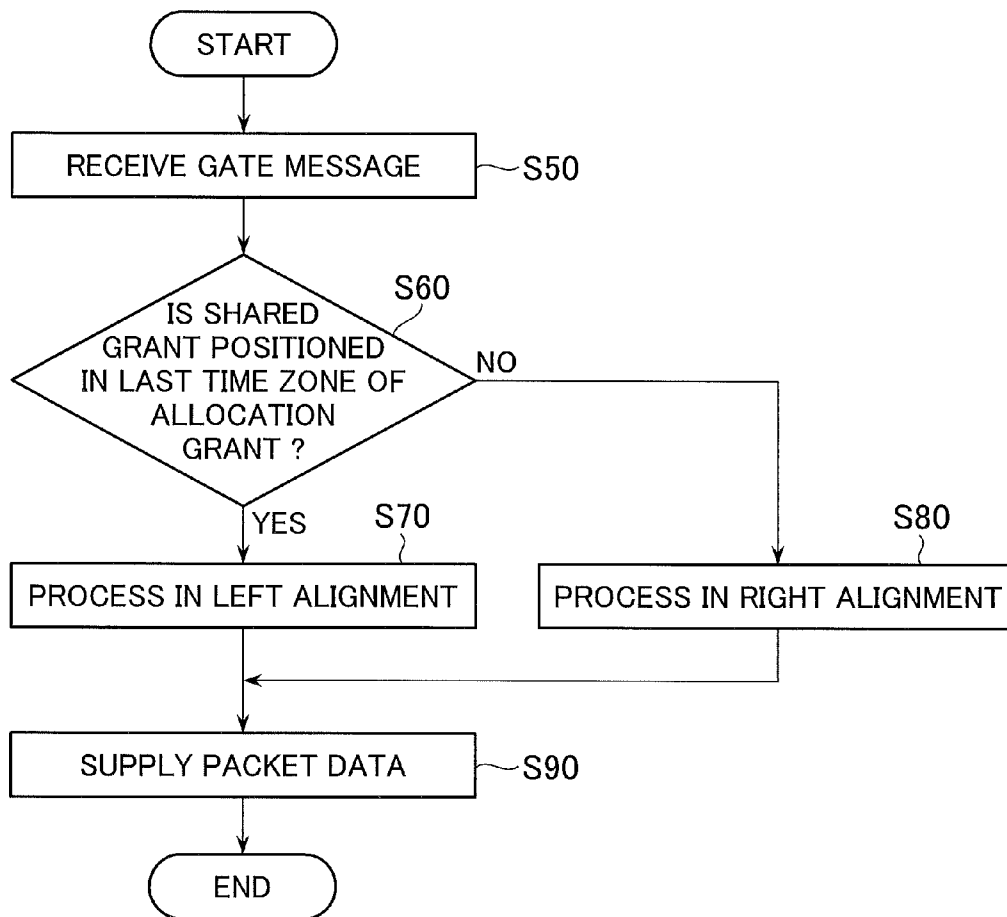 START
RECEIVE GATE MESSAGE
S50
S60
IS SHARED
GRANT POSITIONED
IN LAST TIME ZONE OF
ALLOCATION
GRANT ?
NO
YES
S70
PROCESS IN LEFT ALIGNMENT
S80
PROCESS IN RIGHT ALIGNMENT
SUPPLY PACKET DATA
S90
END